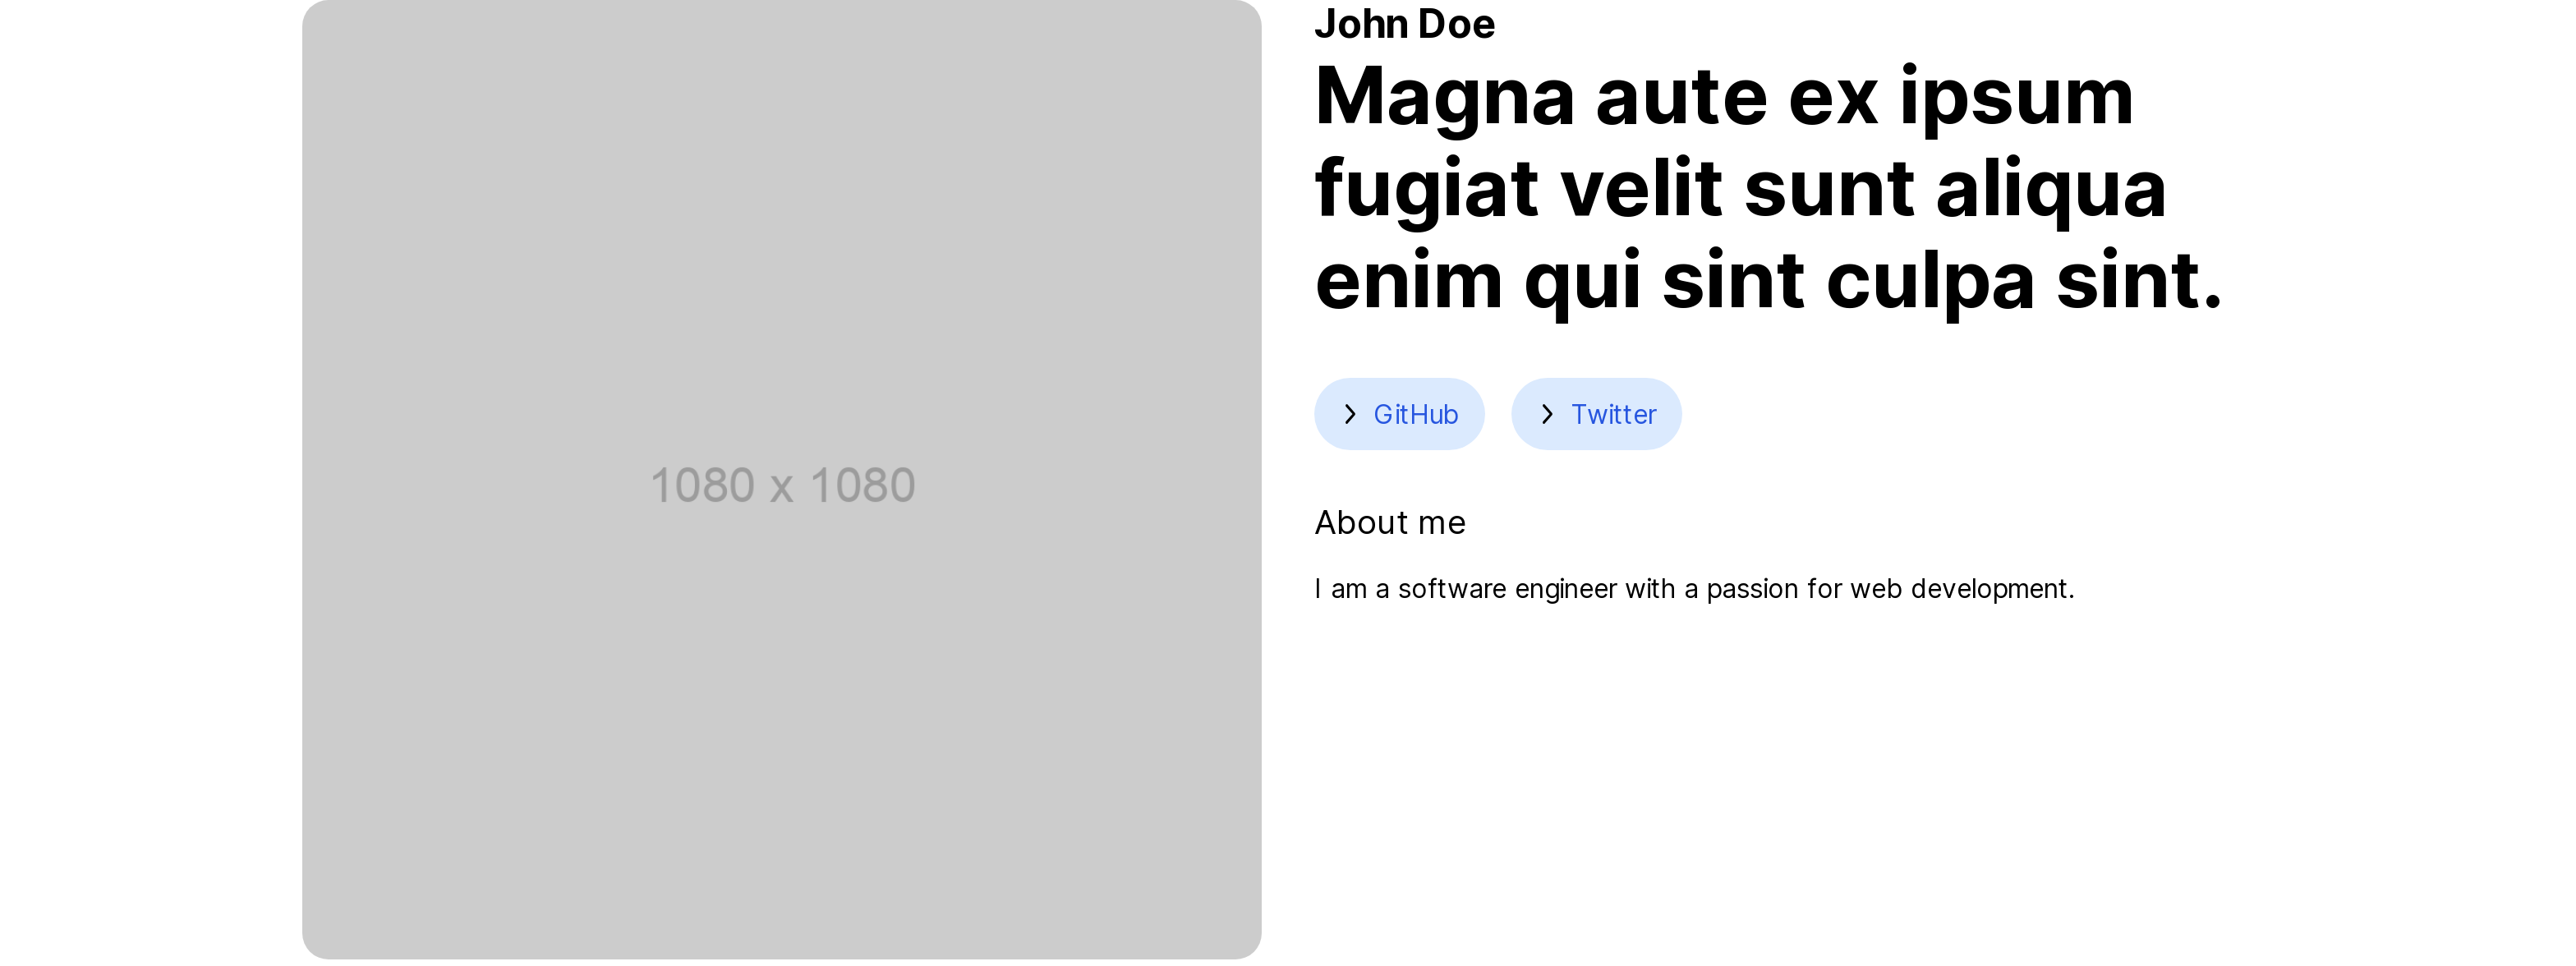 1080 x 1080
John Doe
Magna aute ex ipsum
fugiat velit sunt aliqua
enim qui sint culpa sint.
GitHub
Twitter
About me
I am a software engineer with a passion for web development.